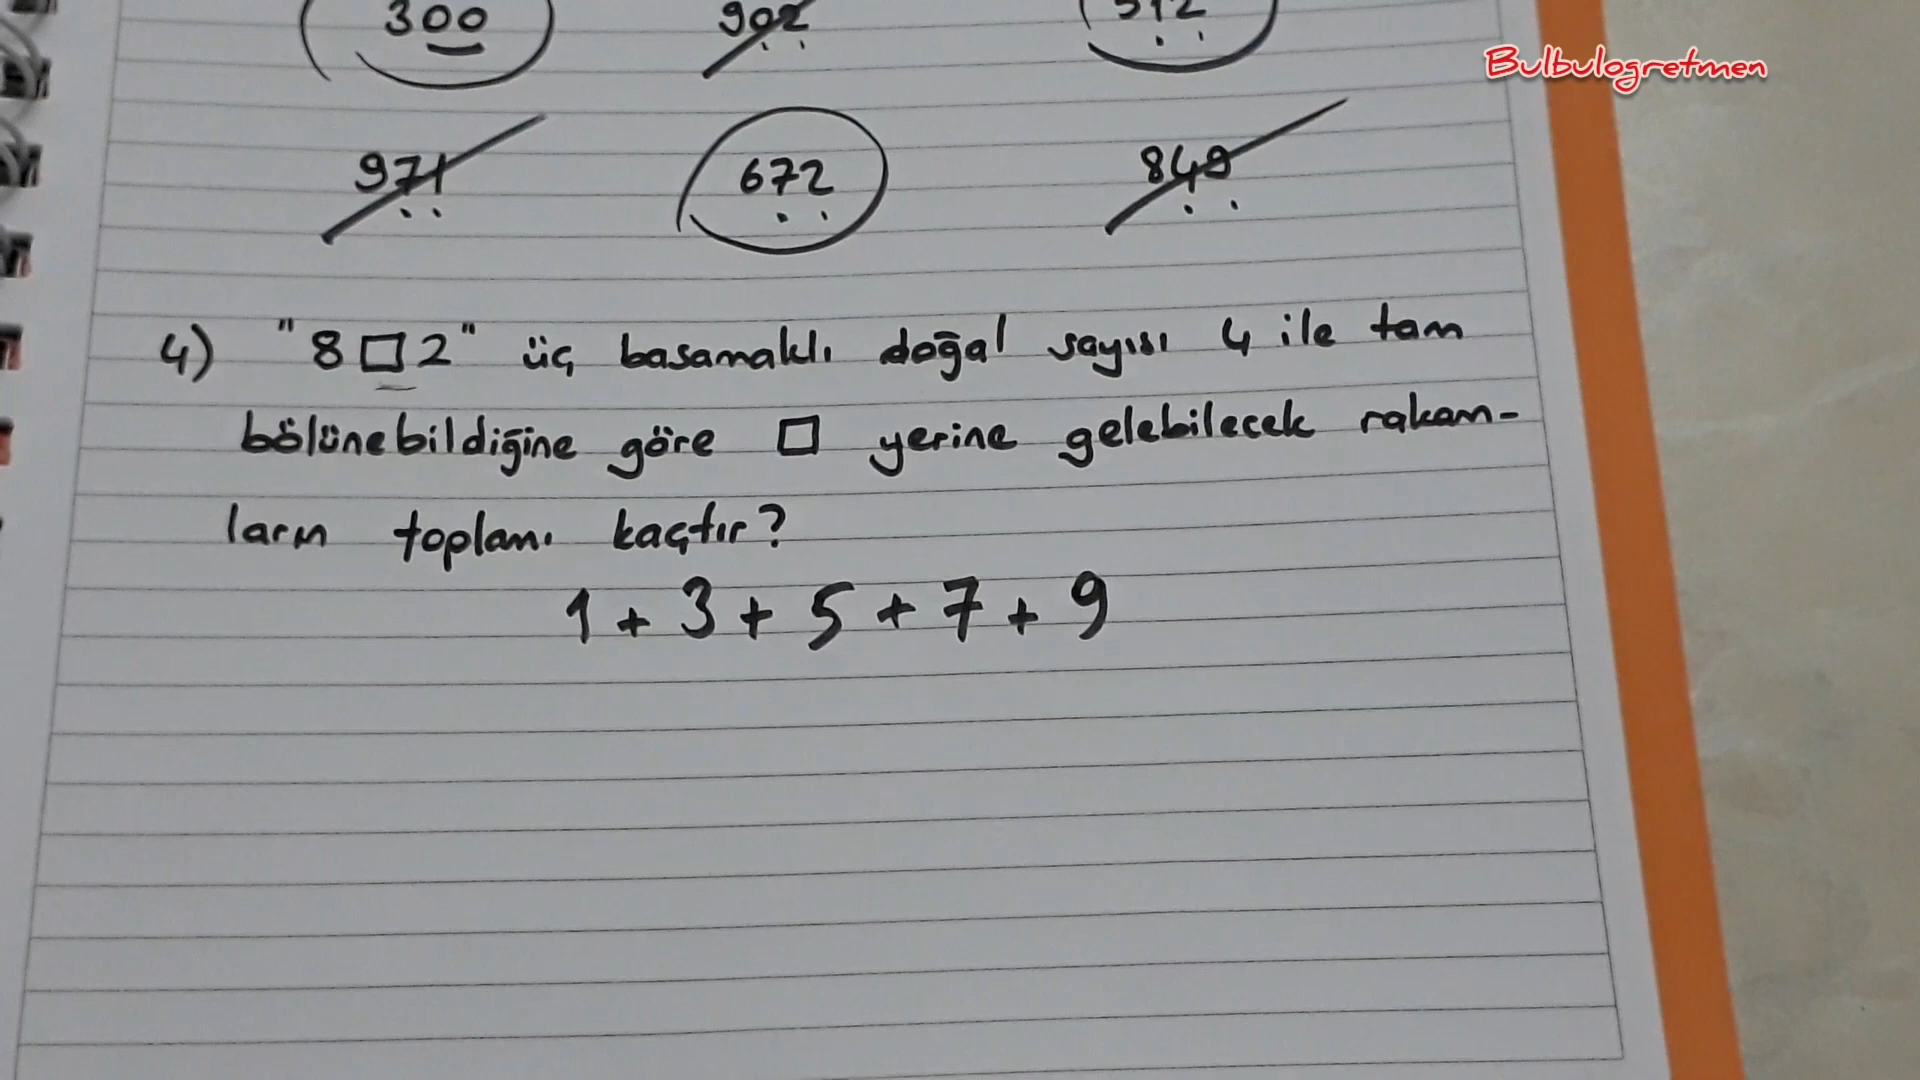 300 902 512
Bulbulogretmen
971 672 849
4) "8□2" üç basamaklı doğal sayısı 4 ile tam
bölünebildiğine göre □ yerine gelebilecek rakam-
ların toplamı kaçtır?
1 + 3 + 5 + 7 + 9